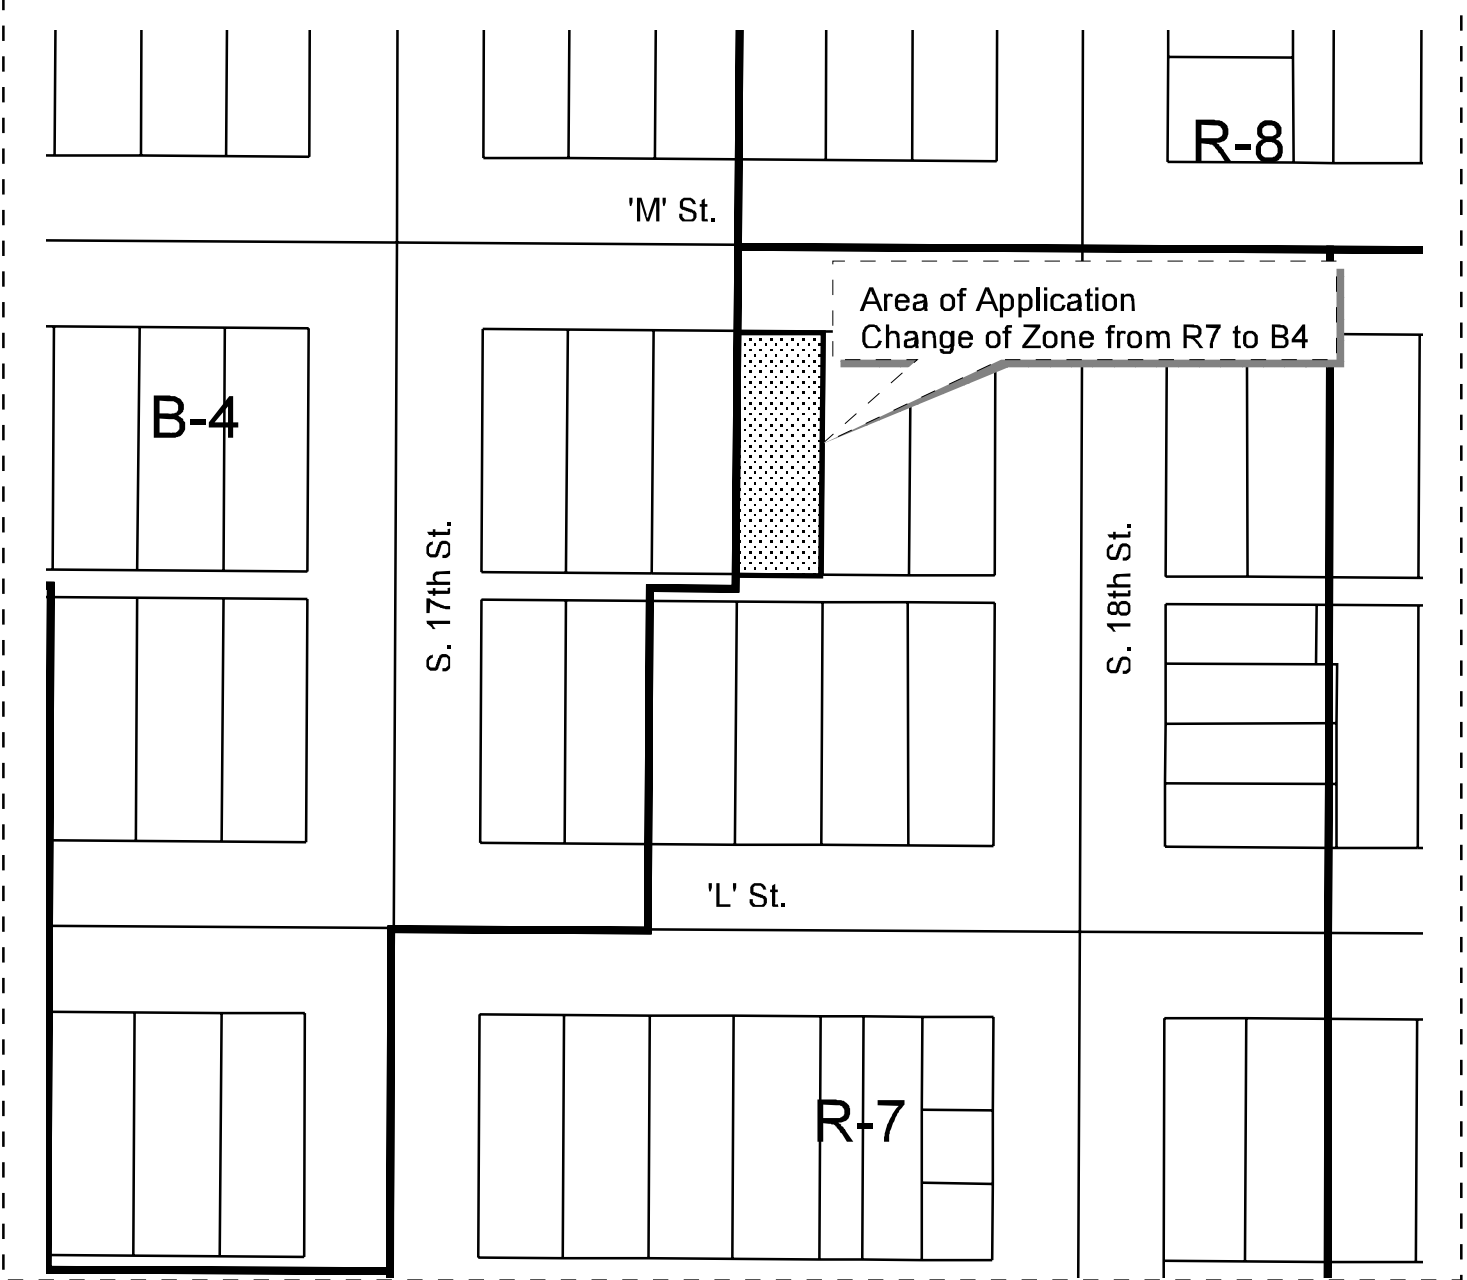 R-8
'M' St.
Area of Application
Change of Zone from R7 to B4
B-4
S. 17th St.
S. 18th St.
'L' St.
R-7